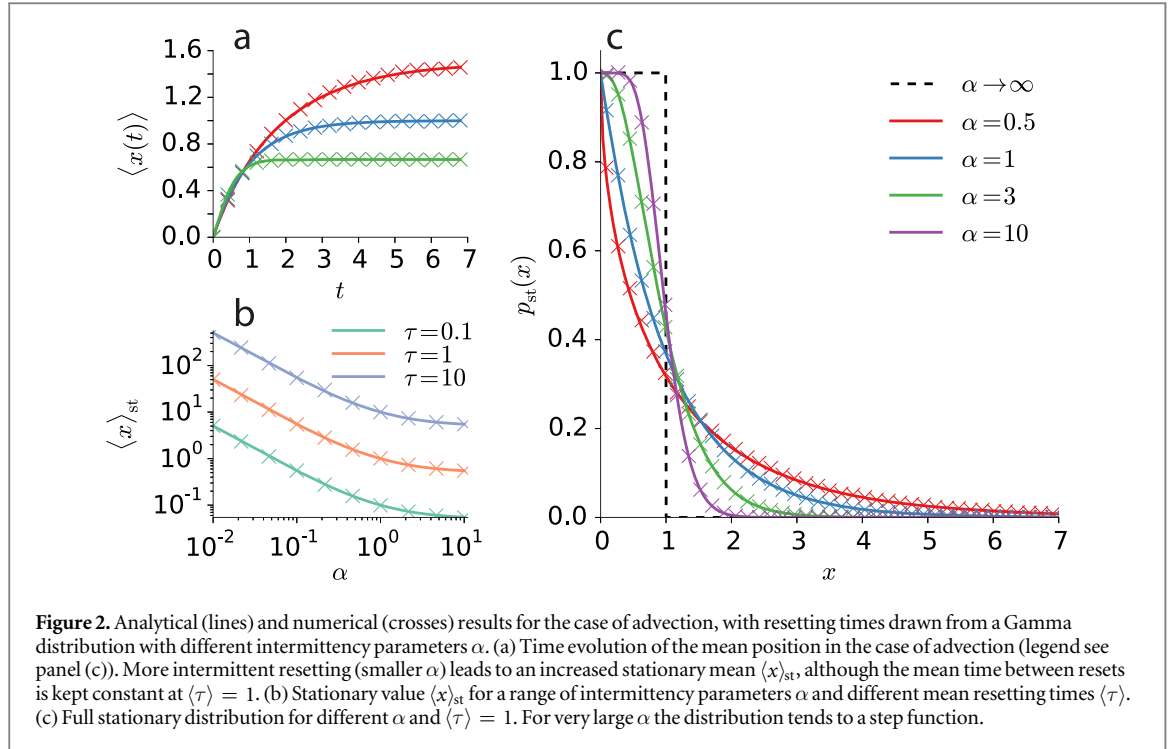 a
1.6
1.2
0.8
0.4
0.0
⟨x(t)⟩
0 1 2 3 4 5 6 7
t
b
τ=0.1
τ=1
τ=10
10²
10¹
10⁰
10⁻¹
⟨x⟩st
10⁻² 10⁻¹ 10⁰ 10¹
α
c
1.0
0.8
0.6
0.4
0.2
0.0
pst(x)
0 1 2 3 4 5 6 7
x
α→∞
α=0.5
α=1
α=3
α=10
Figure 2. Analytical (lines) and numerical (crosses) results for the case of advection, with resetting times drawn from a Gamma
distribution with different intermittency parameters α. (a) Time evolution of the mean position in the case of advection (legend see
panel (c)). More intermittent resetting (smaller α) leads to an increased stationary mean ⟨x⟩st, although the mean time between resets
is kept constant at ⟨τ⟩ = 1. (b) Stationary value ⟨x⟩st for a range of intermittency parameters α and different mean resetting times ⟨τ⟩.
(c) Full stationary distribution for different α and ⟨τ⟩ = 1. For very large α the distribution tends to a step function.